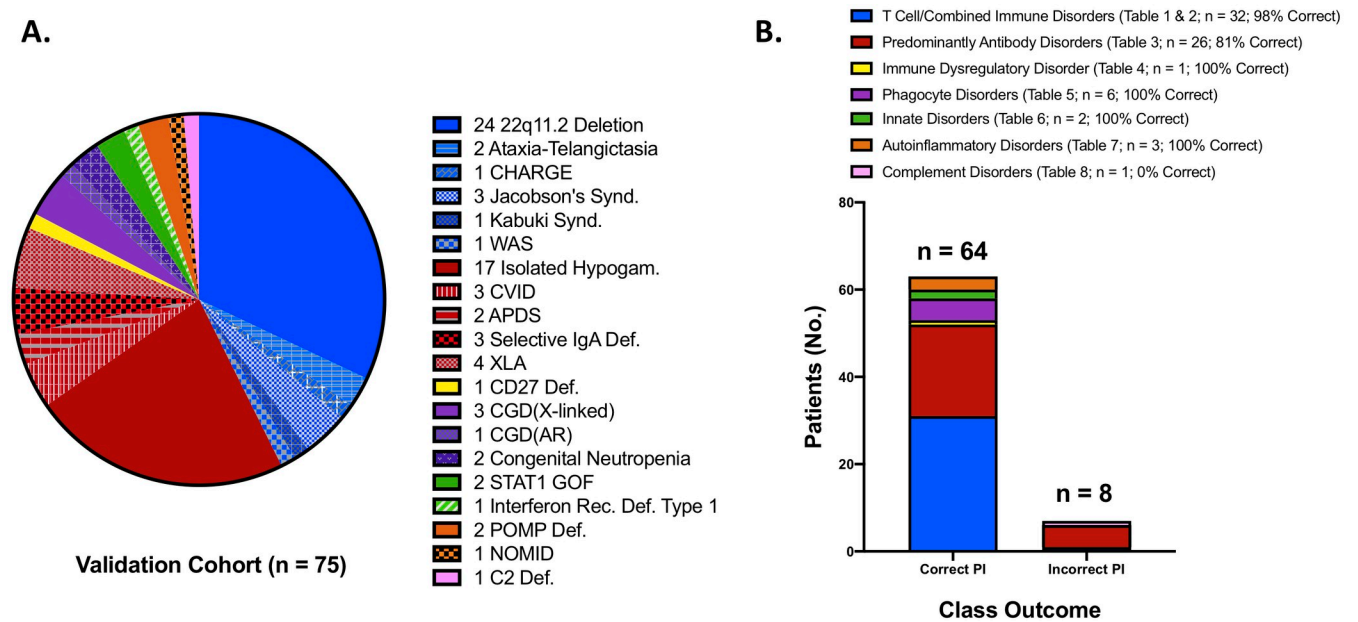 A.
24 22q11.2 Deletion
2 Ataxia-Telangictasia
1 CHARGE
3 Jacobson's Synd.
1 Kabuki Synd.
1 WAS
17 Isolated Hypogam.
3 CVID
2 APDS
3 Selective IgA Def.
4 XLA
1 CD27 Def.
3 CGD(X-linked)
1 CGD(AR)
2 Congenital Neutropenia
2 STAT1 GOF
1 Interferon Rec. Def. Type 1
2 POMP Def.
1 NOMID
1 C2 Def.
Validation Cohort (n = 75)
B.
T Cell/Combined Immune Disorders (Table 1 & 2; n = 32; 98% Correct)
Predominantly Antibody Disorders (Table 3; n = 26; 81% Correct)
Immune Dysregulatory Disorder (Table 4; n = 1; 100% Correct)
Phagocyte Disorders (Table 5; n = 6; 100% Correct)
Innate Disorders (Table 6; n = 2; 100% Correct)
Autoinflammatory Disorders (Table 7; n = 3; 100% Correct)
Complement Disorders (Table 8; n = 1; 0% Correct)
80
60
40
20
0
Patients (No.)
n = 64
n = 8
Correct PI
Incorrect PI
Class Outcome